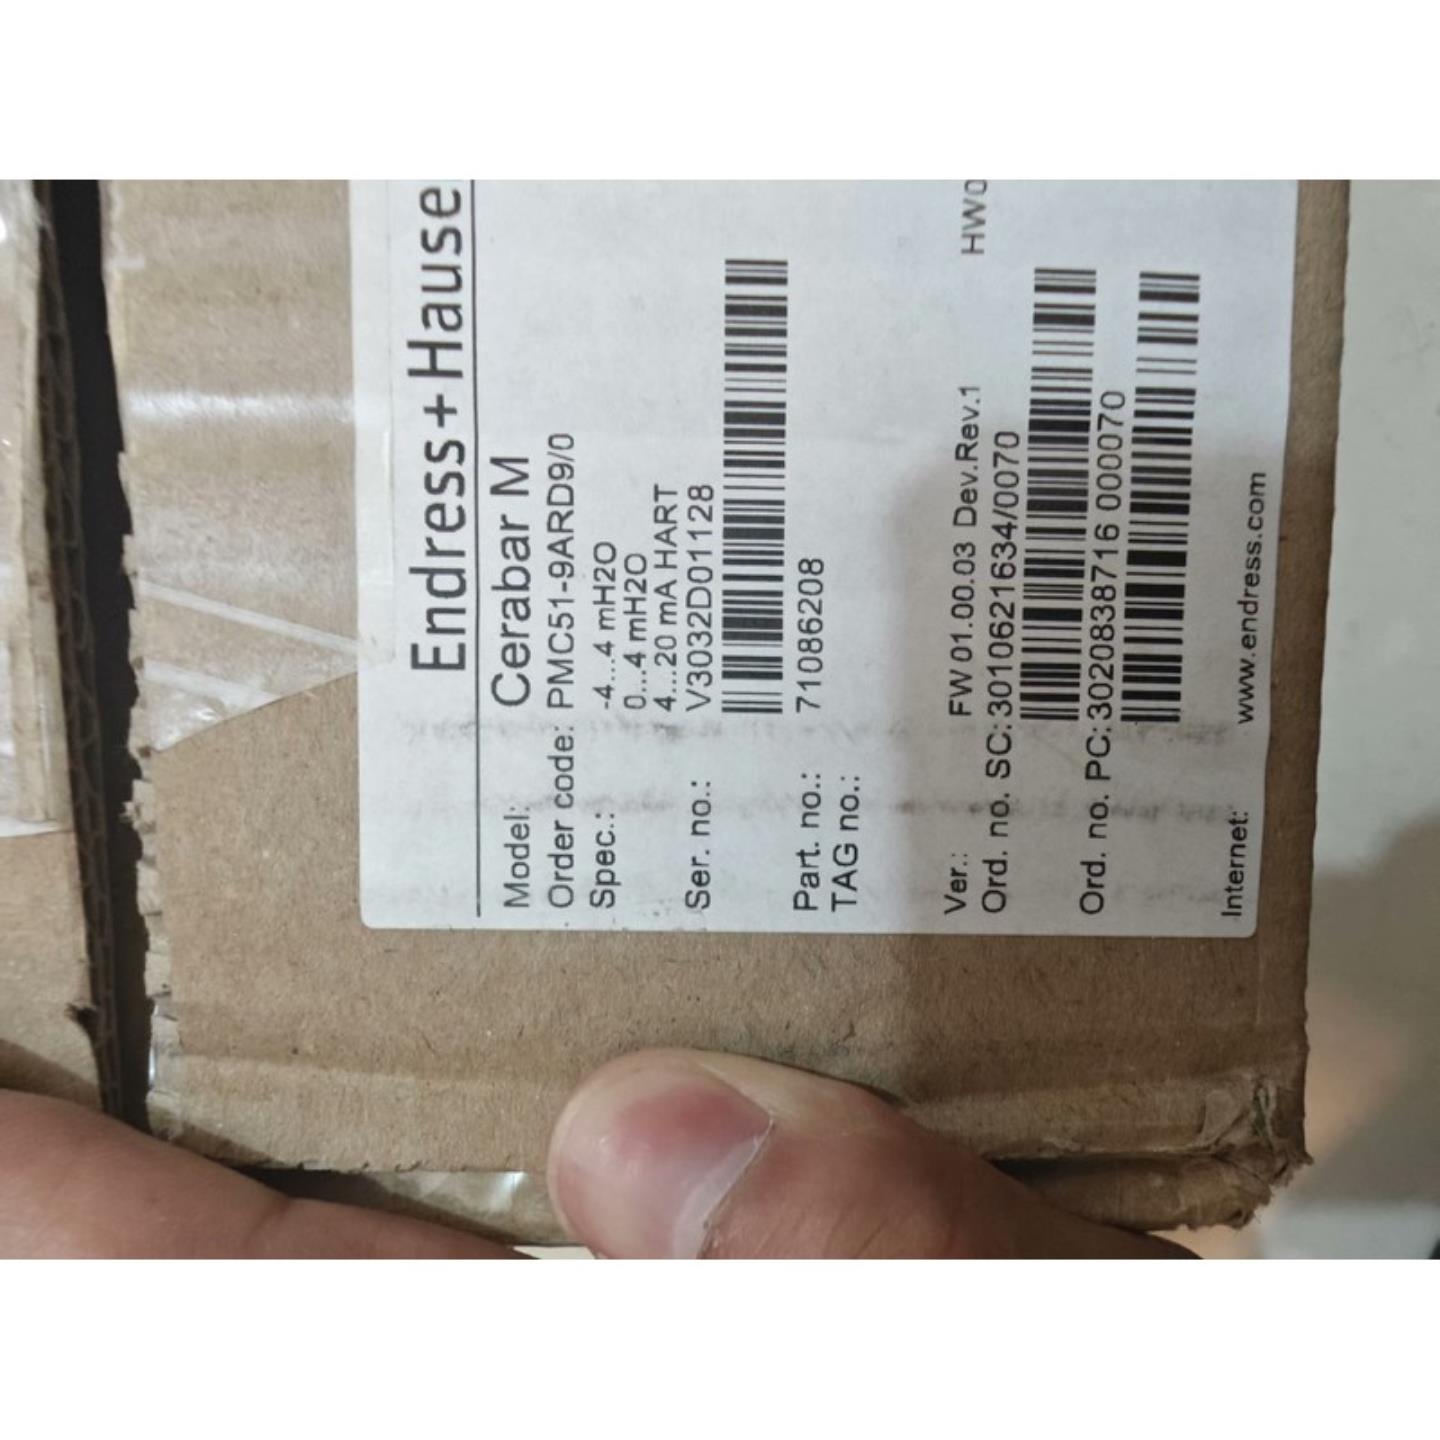 Endress+Hause
Model: Cerabar M
Order code: PMC51-9ARD9/0
Spec.: -4...4 mH2O
0...4 mH2O
4...20 mA HART
Ser. no.: V3032D01128
Part. no.: 71086208
TAG no.:
Ver.: FW 01.00.03 Dev.Rev.1 HW0
Ord. no. SC: 3010621634/0070
Ord. no. PC: 3020838716 000070
Internet: www.endress.com